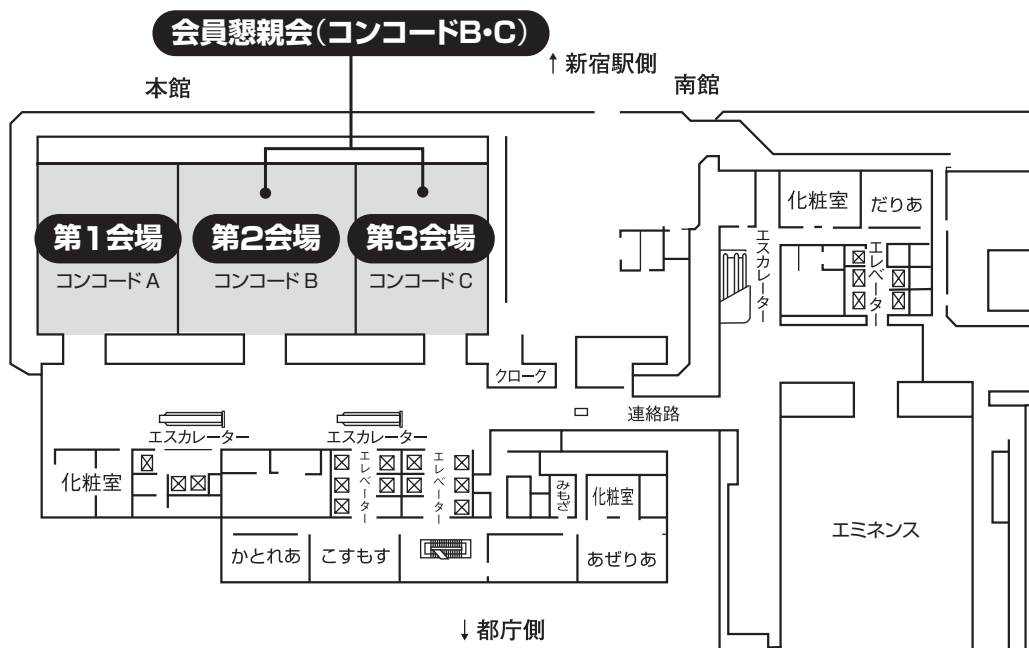 会員懇親会（コンコードB・C）
↑新宿駅側
本館
南館
化粧室
だりあ
第1会場
第2会場
第3会場
エスカレーター
エレベーター
コンコードA
コンコードB
コンコードC
クローク
連絡路
エスカレーター
エスカレーター
エレベーター
エレベーター
化粧室
みもざ
化粧室
エミネンス
かとれあ
こすもす
あぜりあ
↓都庁側